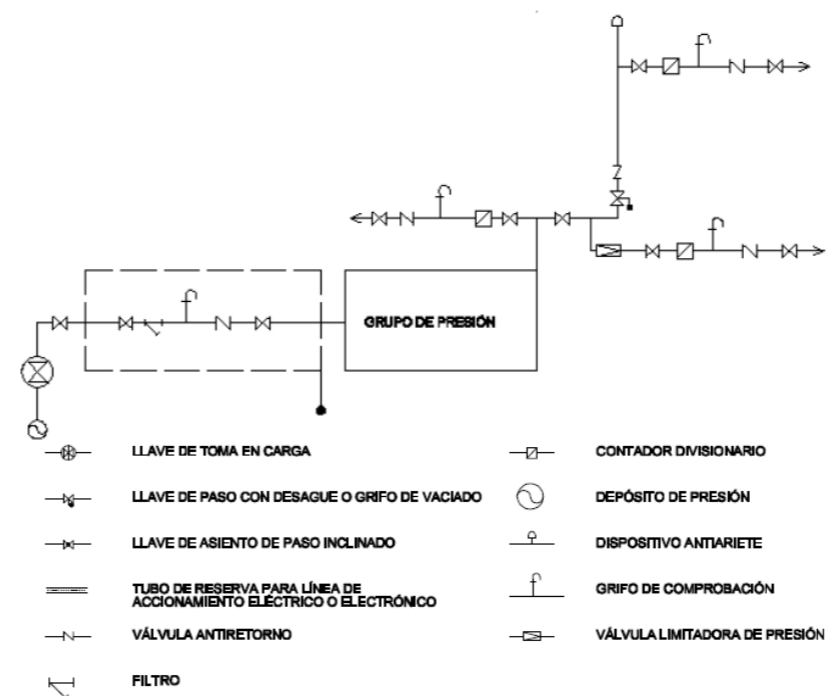 GRUPO DE PRESIÓN
LLAVE DE TOMA EN CARGA
LLAVE DE PASO CON DESAGUE O GRIFO DE VACIADO
LLAVE DE ASIENTO DE PASO INCLINADO
TUBO DE RESERVA PARA LÍNEA DE
ACCIONAMIENTO ELÉCTRICO O ELECTRÓNICO
VÁLVULA ANTIRETORNO
FILTRO
CONTADOR DIVISIONARIO
DEPÓSITO DE PRESIÓN
DISPOSITIVO ANTIARIETE
GRIFO DE COMPROBACIÓN
VÁLVULA LIMITADORA DE PRESIÓN